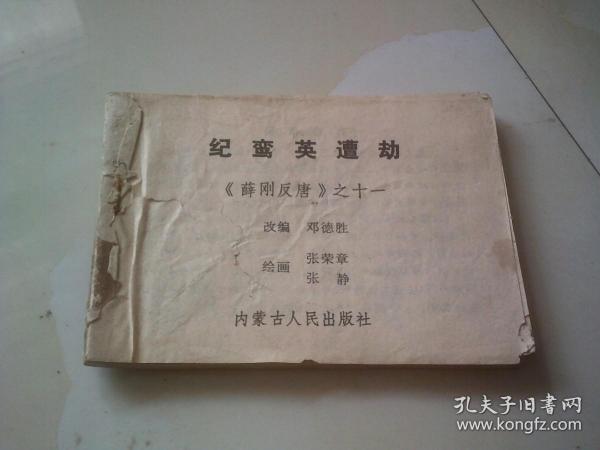 纪鸾英遭劫
《薛刚反唐》之十一
改编 邓德胜
绘画 张荣章
张静
内蒙古人民出版社
孔夫子旧书网
www.kongfz.com